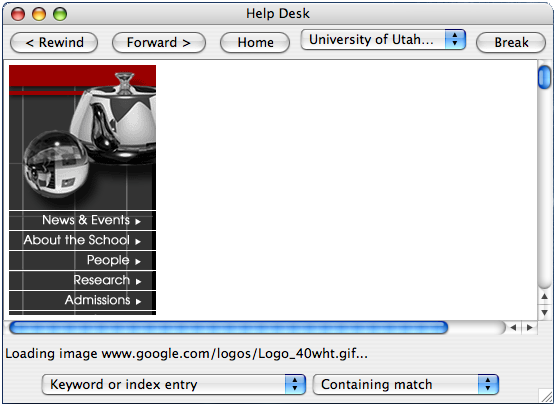 Help Desk
< Rewind Forward > Home University of Utah... Break
News & Events
About the School
People
Research
Admissions
Loading image www.google.com/logos/Logo_40wht.gif...
Keyword or index entry Containing match